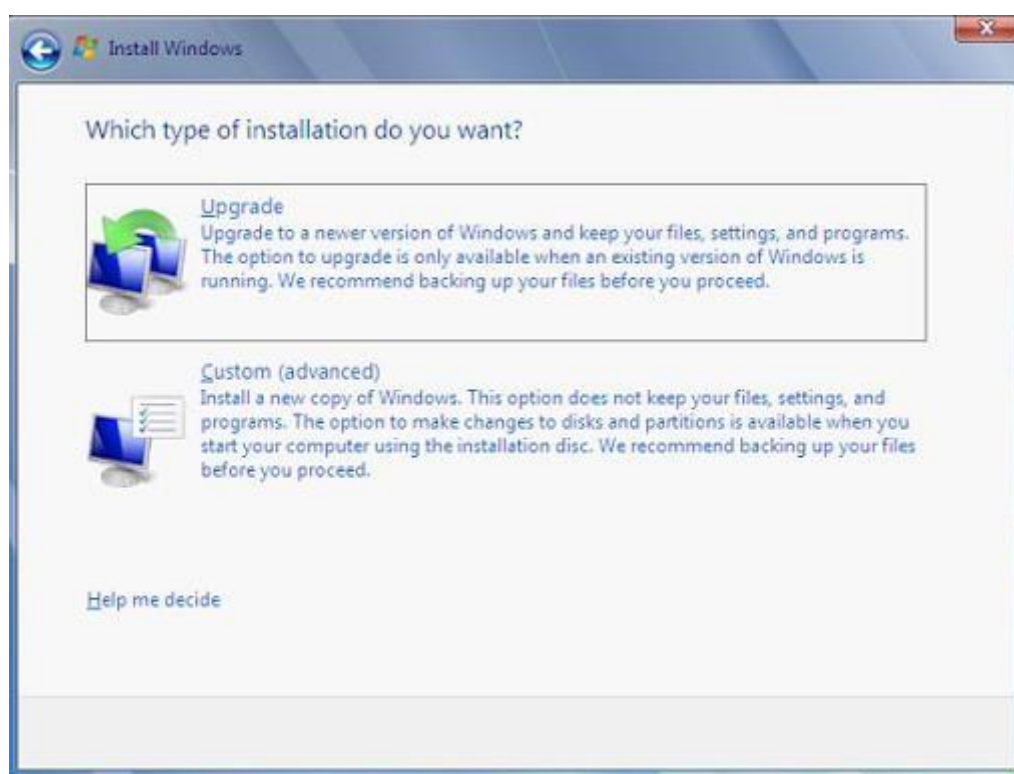 Install Windows
Which type of installation do you want?
Upgrade
Upgrade to a newer version of Windows and keep your files, settings, and programs.
The option to upgrade is only available when an existing version of Windows is
running. We recommend backing up your files before you proceed.
Custom (advanced)
Install a new copy of Windows. This option does not keep your files, settings, and
programs. The option to make changes to disks and partitions is available when you
start your computer using the installation disc. We recommend backing up your files
before you proceed.
Help me decide